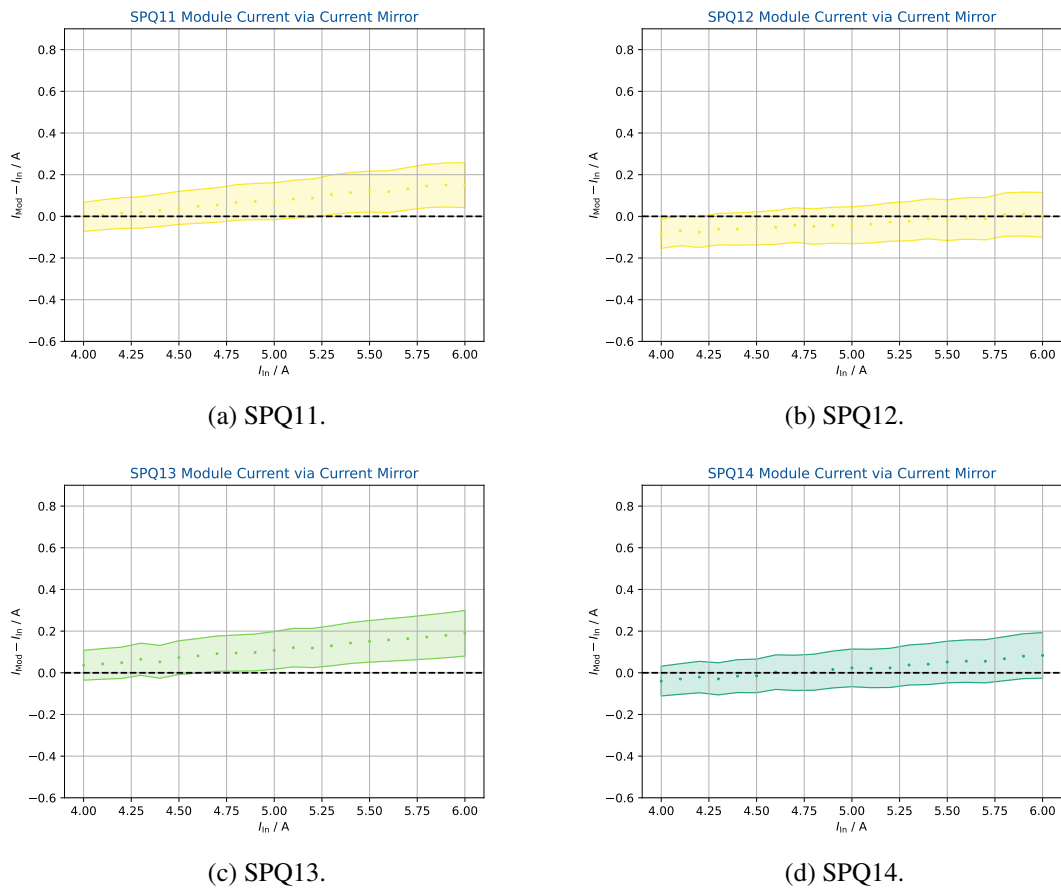 SPQ11 Module Current via Current Mirror
0.8
0.6
0.4
0.2
0.0
−0.2
−0.4
−0.6
I_Mod − I_In / A
4.00 4.25 4.50 4.75 5.00 5.25 5.50 5.75 6.00
I_In / A
(a) SPQ11.
SPQ12 Module Current via Current Mirror
0.8
0.6
0.4
0.2
0.0
−0.2
−0.4
−0.6
I_Mod − I_In / A
4.00 4.25 4.50 4.75 5.00 5.25 5.50 5.75 6.00
I_In / A
(b) SPQ12.
SPQ13 Module Current via Current Mirror
0.8
0.6
0.4
0.2
0.0
−0.2
−0.4
−0.6
I_Mod − I_In / A
4.00 4.25 4.50 4.75 5.00 5.25 5.50 5.75 6.00
I_In / A
(c) SPQ13.
SPQ14 Module Current via Current Mirror
0.8
0.6
0.4
0.2
0.0
−0.2
−0.4
−0.6
I_Mod − I_In / A
4.00 4.25 4.50 4.75 5.00 5.25 5.50 5.75 6.00
I_In / A
(d) SPQ14.